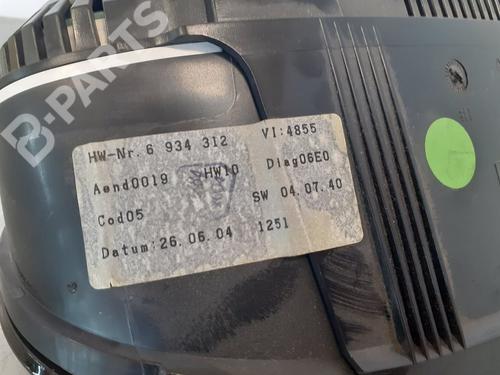 B-PARTS
HW-Nr. 6 934 312 VI:4855
Aend0019 HW10 Diag06E0
Cod05 SW 04.07.40
Datum:26.06.04 1251